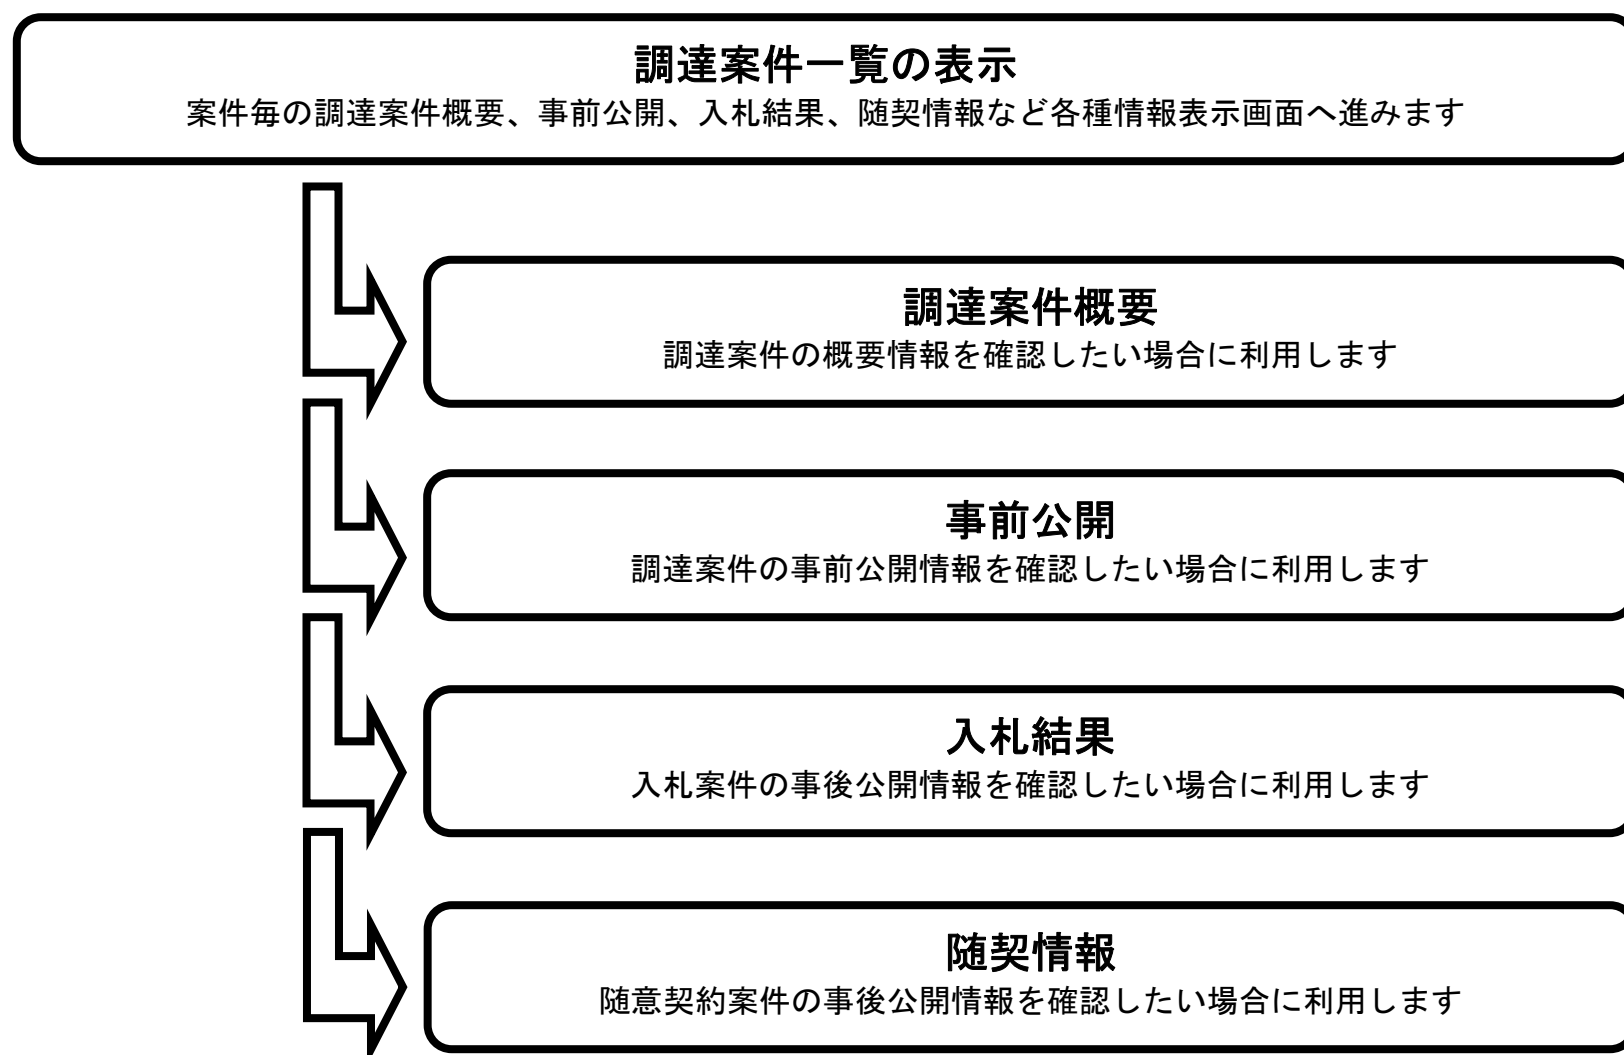 調達案件一覧の表示
案件毎の調達案件概要、事前公開、入札結果、随契情報など各種情報表示画面へ進みます
調達案件概要
調達案件の概要情報を確認したい場合に利用します
事前公開
調達案件の事前公開情報を確認したい場合に利用します
入札結果
入札案件の事後公開情報を確認したい場合に利用します
随契情報
随意契約案件の事後公開情報を確認したい場合に利用します